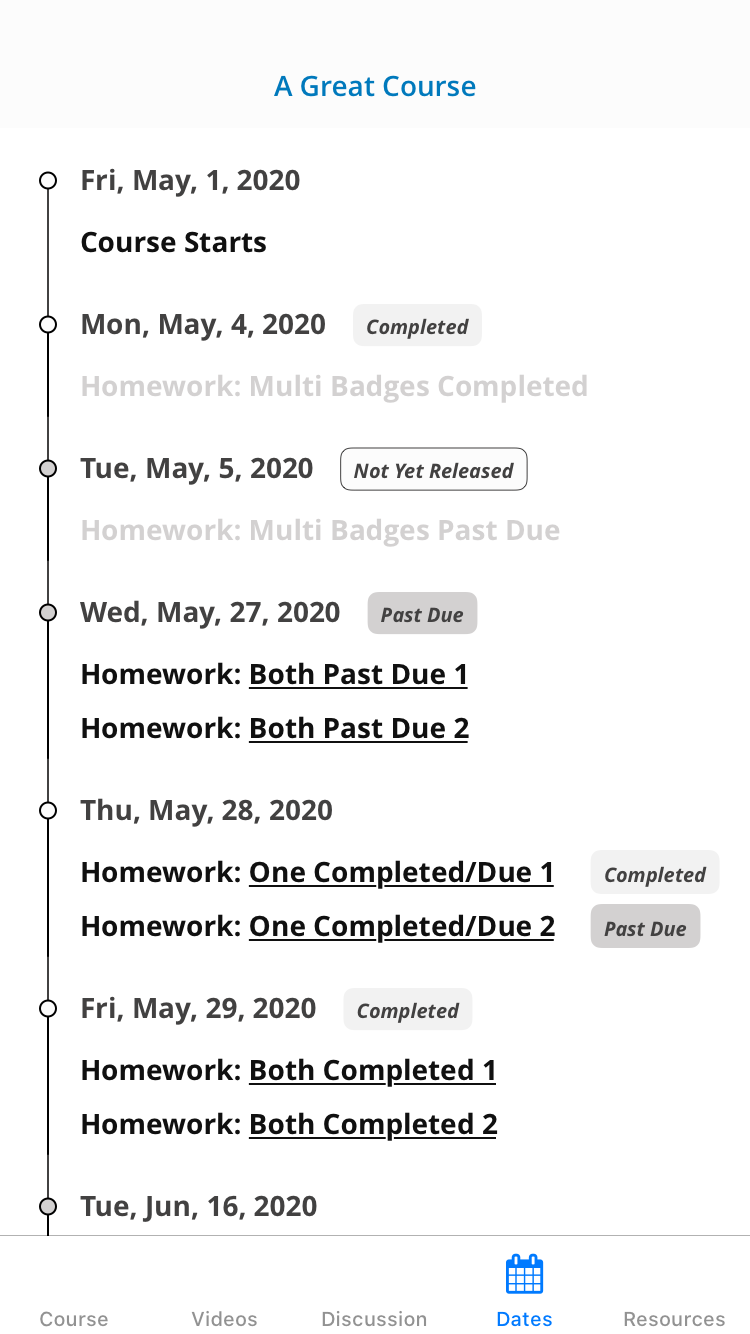 A Great Course
Fri, May, 1, 2020
Course Starts
Mon, May, 4, 2020 Completed
Homework: Multi Badges Completed
Tue, May, 5, 2020 Not Yet Released
Homework: Multi Badges Past Due
Wed, May, 27, 2020 Past Due
Homework: Both Past Due 1
Homework: Both Past Due 2
Thu, May, 28, 2020
Homework: One Completed/Due 1 Completed
Homework: One Completed/Due 2 Past Due
Fri, May, 29, 2020 Completed
Homework: Both Completed 1
Homework: Both Completed 2
Tue, Jun, 16, 2020
Course Videos Discussion Dates Resources